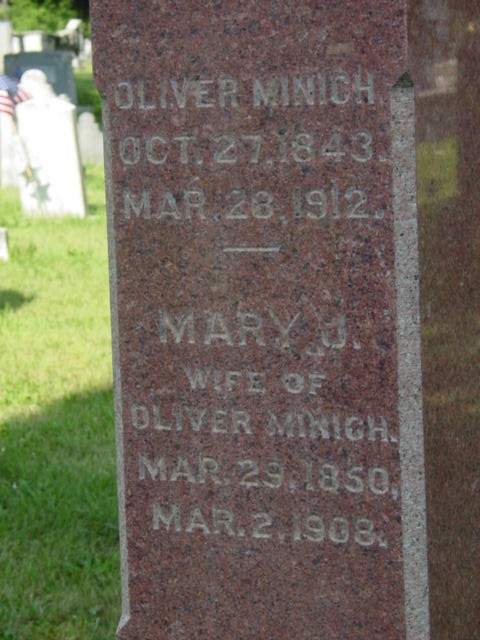 OLIVER MINICH
OCT. 27, 1843.
MAR. 28, 1912.
MARY J.
WIFE OF
OLIVER MINICH.
MAR. 29, 1850,
MAR. 2, 1908.